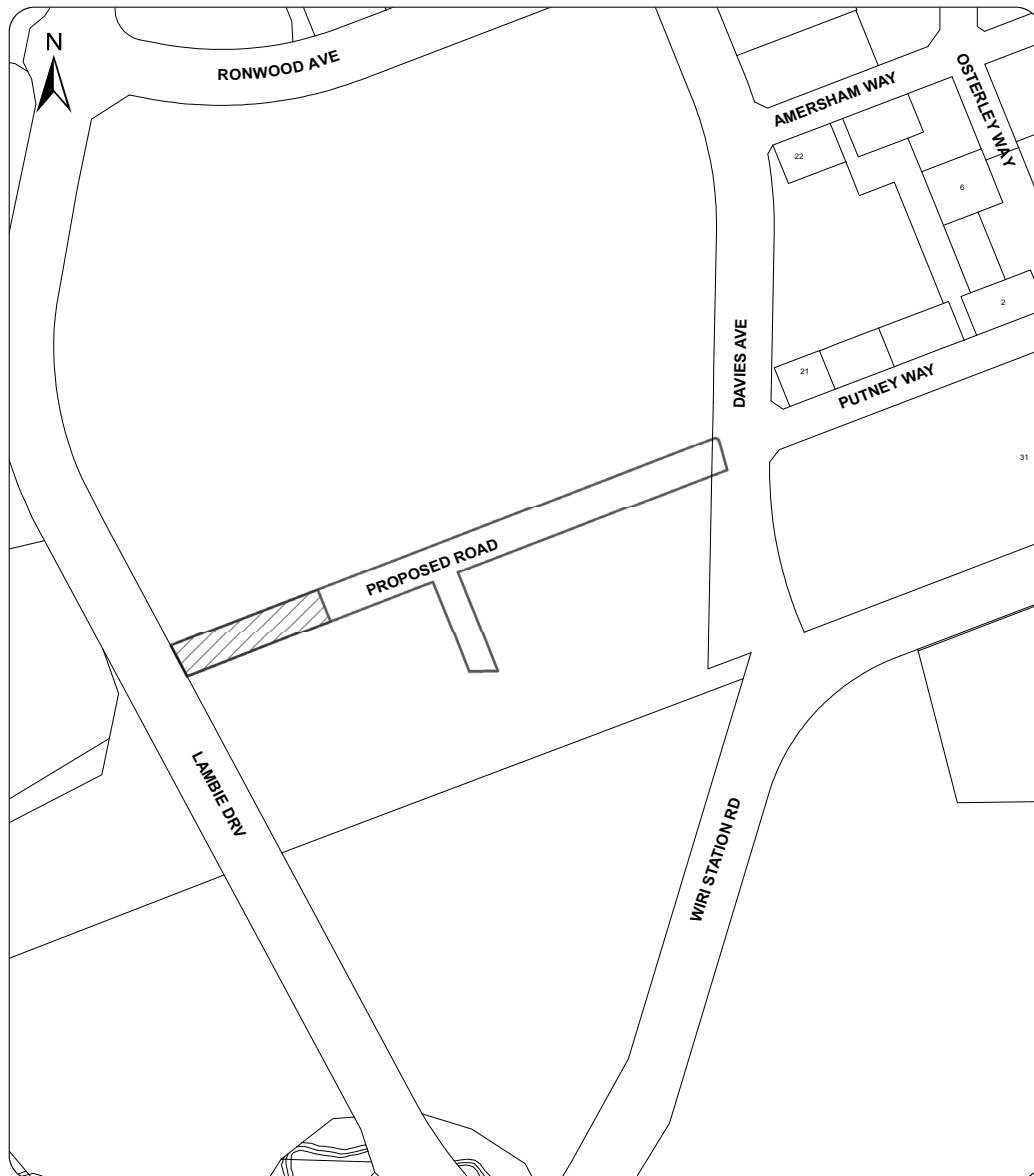 N
RONWOOD AVE
AMERSHAM WAY
OSTERLEY WAY
22
6
2
DAVIES AVE
21
PUTNEY WAY
31
PROPOSED ROAD
LAMBIE DRV
WIRI STATION RD